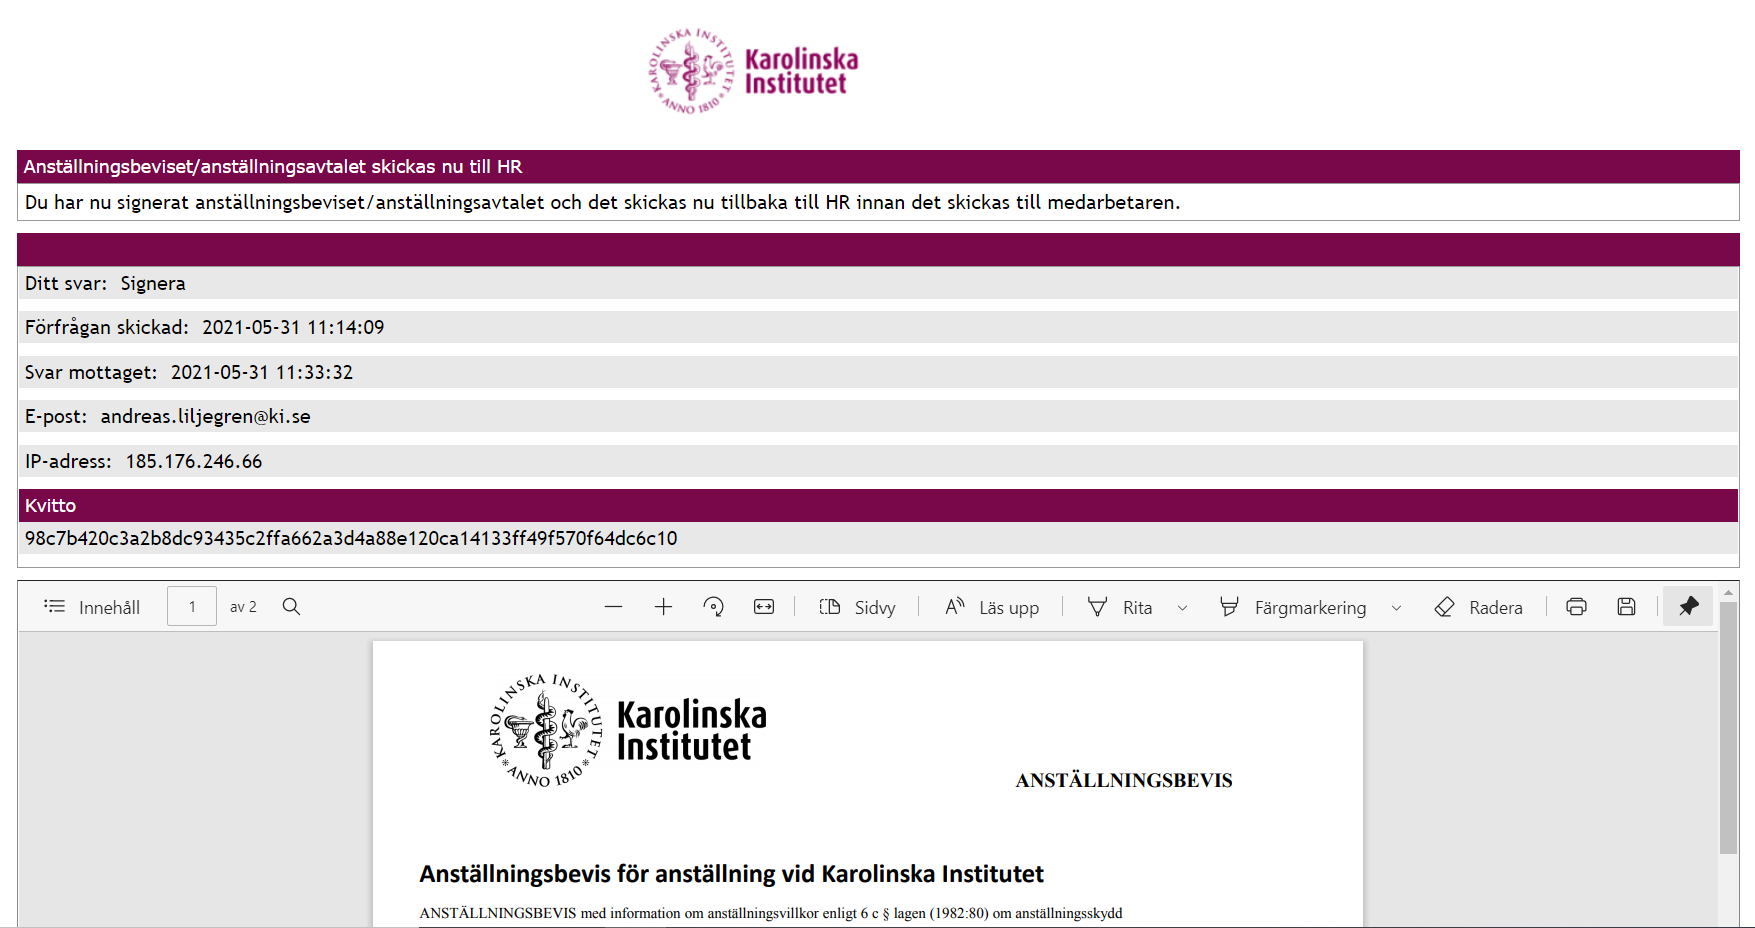 KAROLINSKA INSTITUTET
ANNO 1810
Karolinska
Institutet
Anställningsbeviset/anställningsavtalet skickas nu till HR
Du har nu signerat anställningsbeviset/anställningsavtalet och det skickas nu tillbaka till HR innan det skickas till medarbetaren.
Ditt svar: Signera
Förfrågan skickad: 2021-05-31 11:14:09
Svar mottaget: 2021-05-31 11:33:32
E-post: andreas.liljegren@ki.se
IP-adress: 185.176.246.66
Kvitto
98c7b420c3a2b8dc93435c2ffa662a3d4a88e120ca14133ff49f570f64dc6c10
Innehåll 1 av 2 Sidvy Läs upp Rita Färgmarkering Radera
KAROLINSKA INSTITUTET
ANNO 1810
Karolinska
Institutet
ANSTÄLLNINGSBEVIS
Anställningsbevis för anställning vid Karolinska Institutet
ANSTÄLLNINGSBEVIS med information om anställningsvillkor enligt 6 c § lagen (1982:80) om anställningsskydd